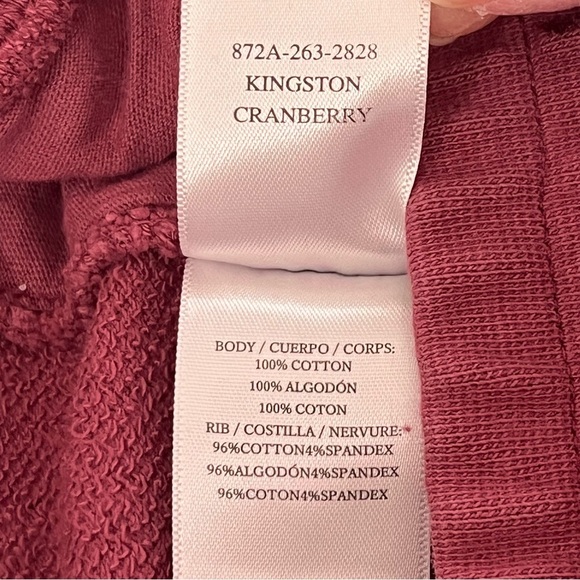 872A-263-2828
KINGSTON
CRANBERRY
BODY / CUERPO / CORPS:
100% COTTON
100% ALGODÓN
100% COTON
RIB / COSTILLA / NERVURE:
96%COTTON4%SPANDEX
96%ALGODÓN4%SPANDEX
96%COTON4%SPANDEX